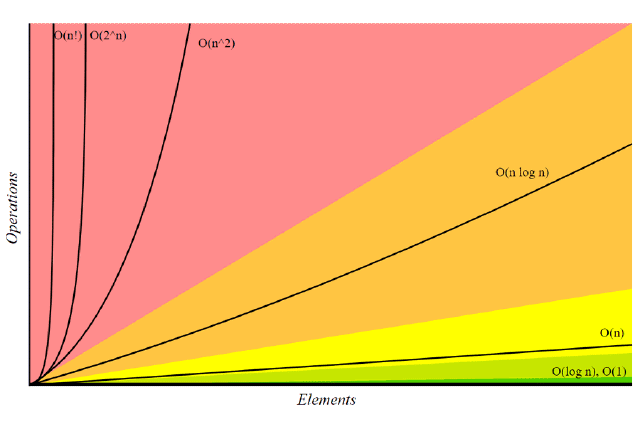 O(n!)
O(2^n)
O(n^2)
O(n log n)
O(n)
O(log n), O(1)
Operations
Elements